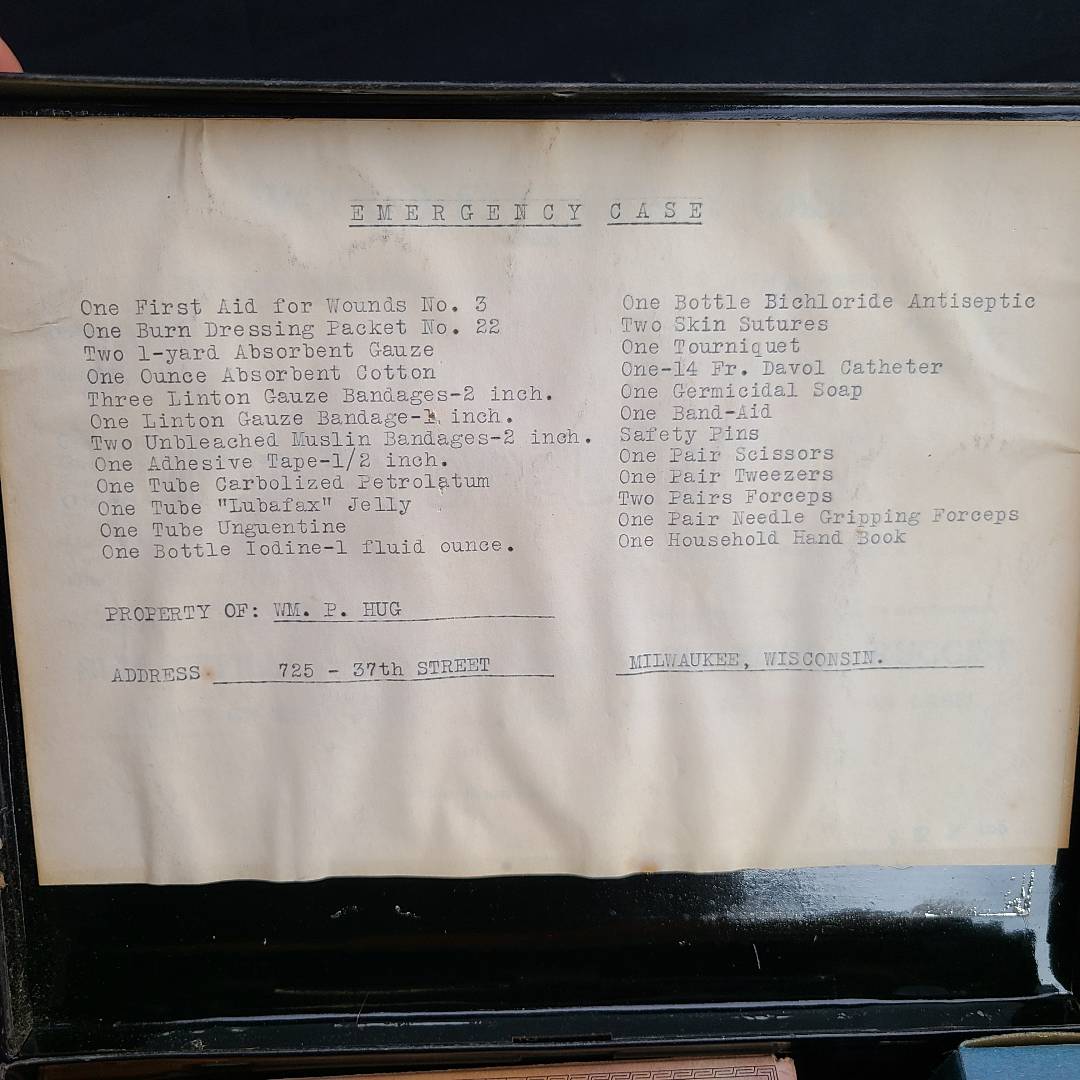 EMERGENCY CASE
One First Aid for Wounds No. 3
One Burn Dressing Packet No. 22
Two 1-yard Absorbent Gauze
One Ounce Absorbent Cotton
Three Linton Gauze Bandages-2 inch.
One Linton Gauze Bandage-1 inch.
Two Unbleached Muslin Bandages-2 inch.
One Adhesive Tape-1/2 inch.
One Tube Carbolized Petrolatum
One Tube "Lubafax" Jelly
One Tube Unguentine
One Bottle Iodine-1 fluid ounce.
One Bottle Bichloride Antiseptic
Two Skin Sutures
One Tourniquet
One-14 Fr. Davol Catheter
One Germicidal Soap
One Band-Aid
Safety Pins
One Pair Scissors
One Pair Tweezers
Two Pairs Forceps
One Pair Needle Gripping Forceps
One Household Hand Book
PROPERTY OF: WM. P. HUG
ADDRESS 725 - 37th STREET MILWAUKEE, WISCONSIN.